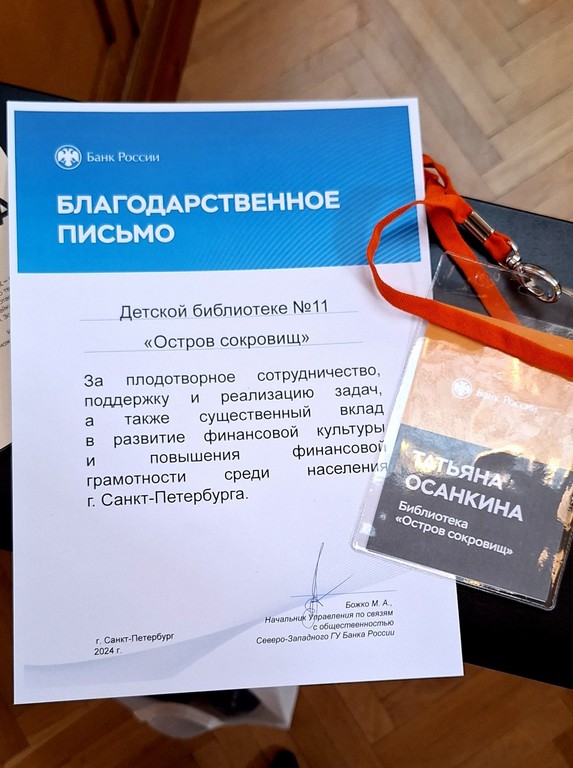 Банк России
БЛАГОДАРСТВЕННОЕ
ПИСЬМО
Детской библиотеке №11
«Остров сокровищ»
За плодотворное сотрудничество,
поддержку и реализацию задач,
а также существенный вклад
в развитие финансовой культуры
и повышения финансовой
грамотности среди населения
г. Санкт-Петербурга.
Божко М. А.,
Начальник Управления по связям
с общественностью
Северо-Западного ГУ Банка России
г. Санкт-Петербург
2024 г.
Банк России
ТАТЬЯНА
ОСАНКИНА
Библиотека
«Остров сокровищ»